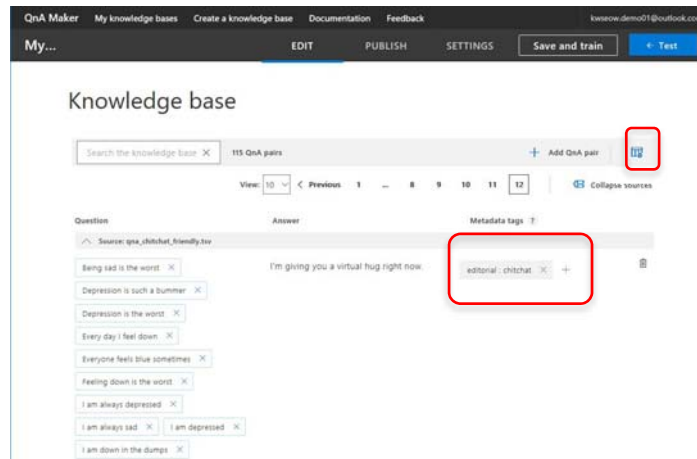 QnA Maker My knowledge bases Create a knowledge base Documentation Feedback kwseow.demo01@outlook.co
My... EDIT PUBLISH SETTINGS Save and train ← Test
Knowledge base
Search the knowledge base × 115 QnA pairs + Add QnA pair
View: 10 < Previous 1 ... 8 9 10 11 12 Collapse sources
Question Answer Metadata tags ?
Source: qna_chitchat_friendly.tsv
Being sad is the worst × I'm giving you a virtual hug right now. editorial : chitchat × +
Depression is such a bummer ×
Depression is the worst ×
Every day I feel down ×
Everyone feels blue sometimes ×
Feeling down is the worst ×
I am always depressed ×
I am always sad × I am depressed ×
I am down in the dumps ×